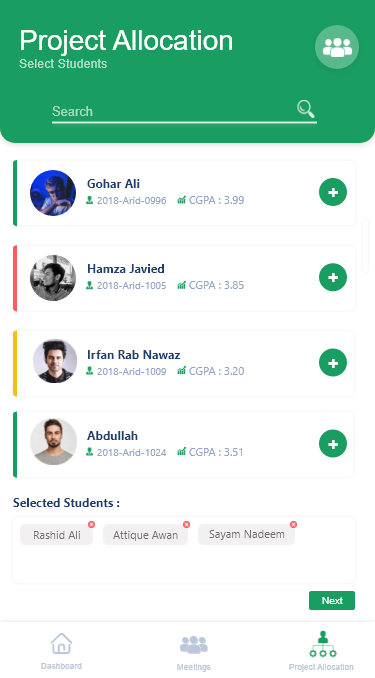 Project Allocation
Select Students
Search
Gohar Ali
2018-Arid-0996 CGPA : 3.99
Hamza Javied
2018-Arid-1005 CGPA : 3.85
Irfan Rab Nawaz
2018-Arid-1009 CGPA : 3.20
Abdullah
2018-Arid-1024 CGPA : 3.51
Selected Students :
Rashid Ali Attique Awan Sayam Nadeem
Next
Dashboard Meetings Project Allocation